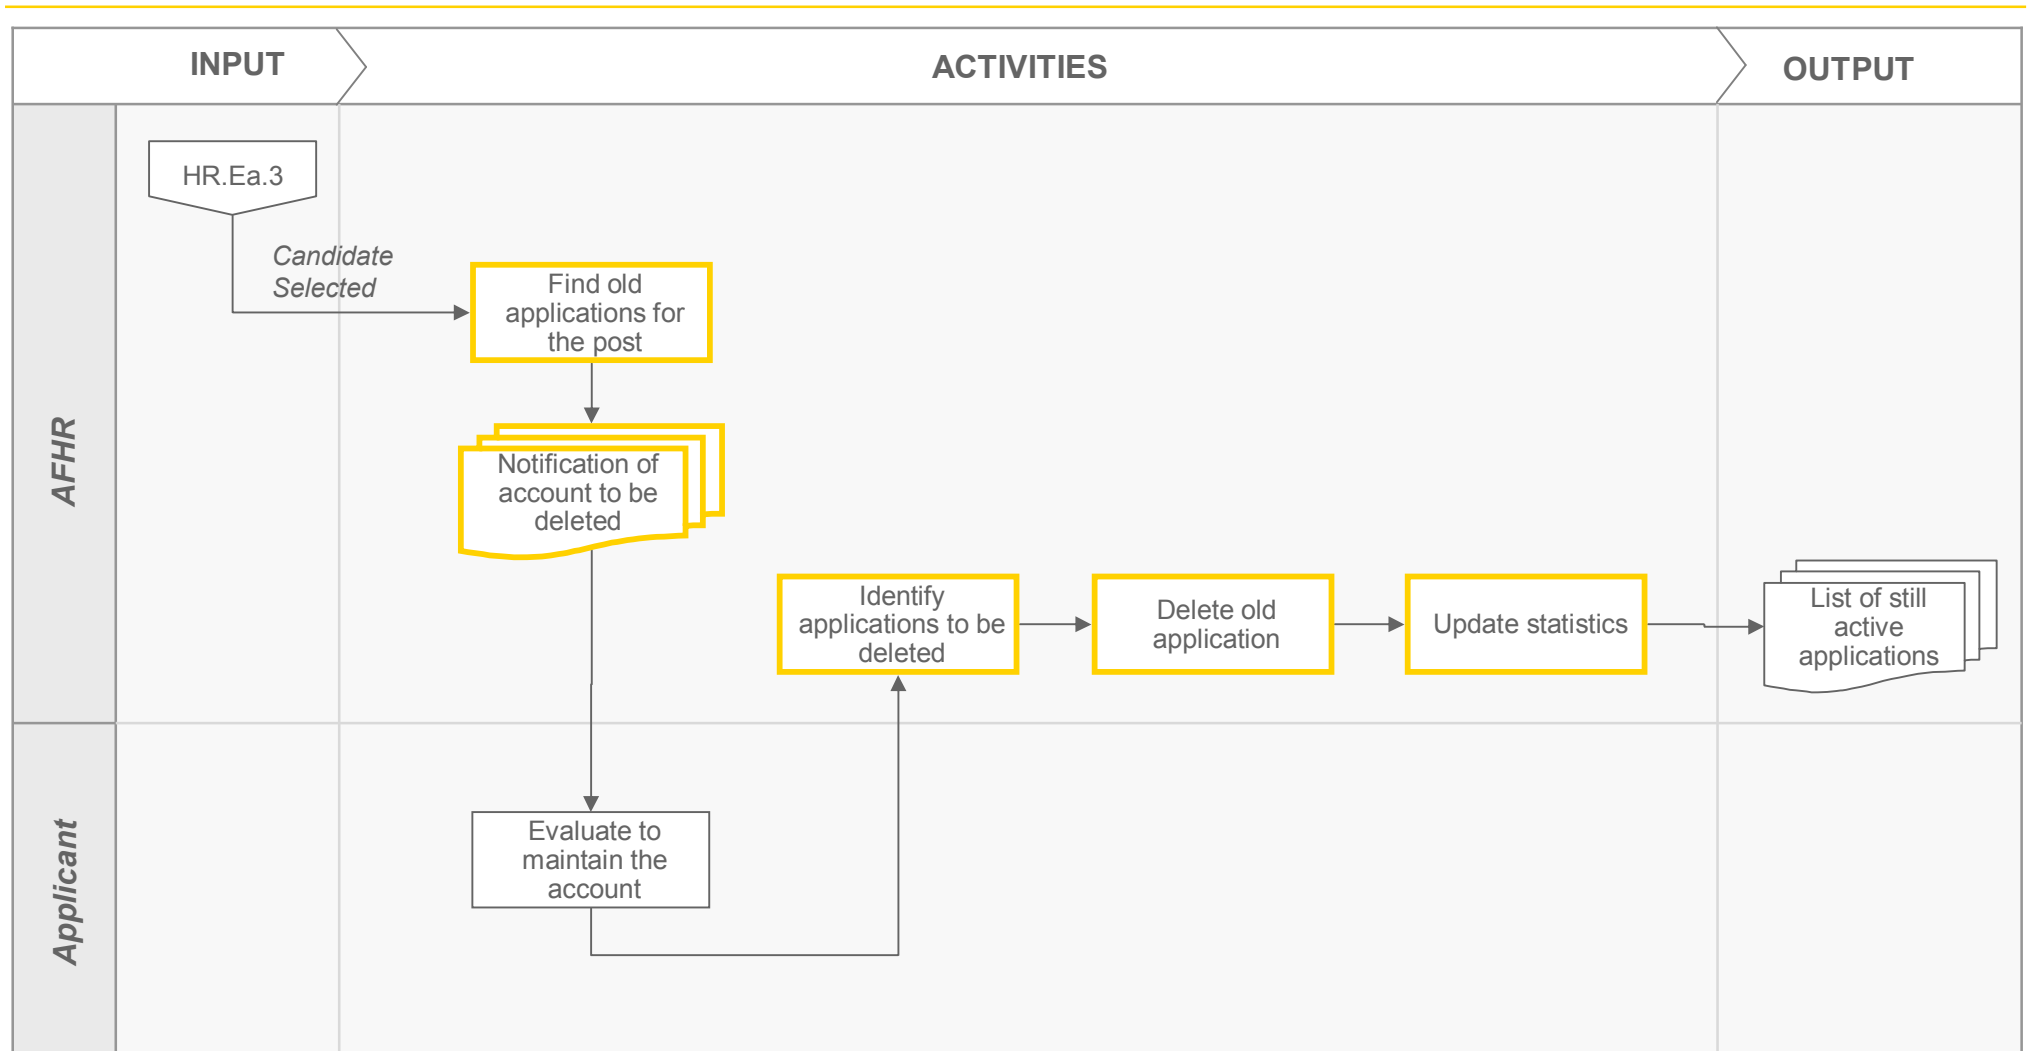 INPUT
ACTIVITIES
OUTPUT
AFHR
HR.Ea.3
Candidate
Selected
Find old
applications for
the post
Notification of
account to be
deleted
Identify
applications to be
deleted
Delete old
application
Update statistics
List of still
active
applications
Applicant
Evaluate to
maintain the
account